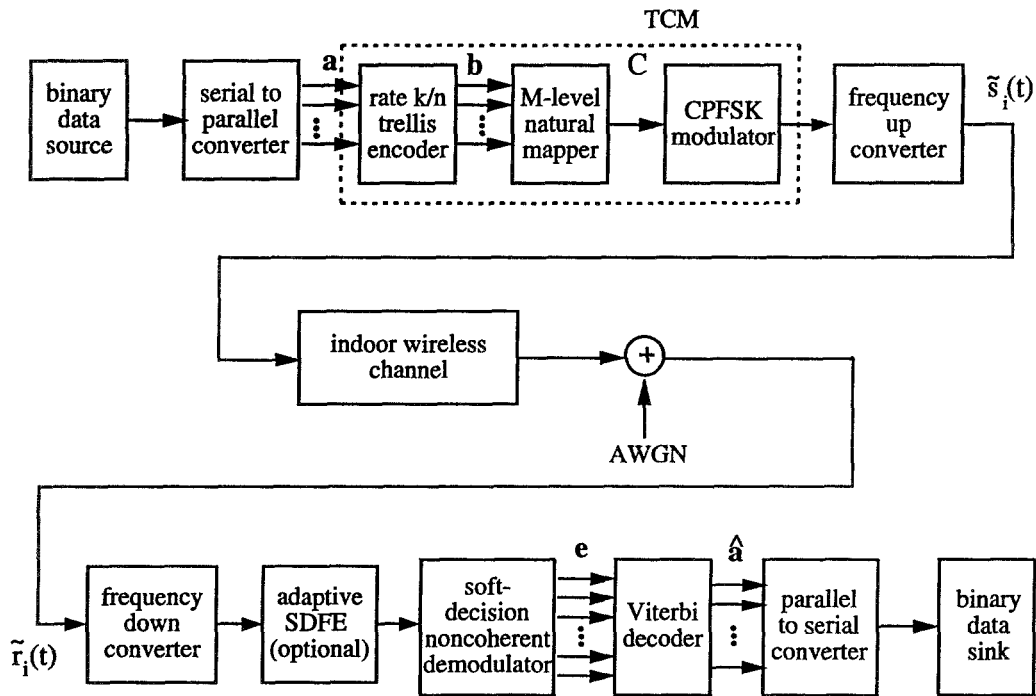 TCM
binary
data
source
serial to
parallel
converter
a
rate k/n
trellis
encoder
b
M-level
natural
mapper
C
CPFSK
modulator
frequency
up
converter
s̃ᵢ(t)
indoor wireless
channel
+
AWGN
r̃ᵢ(t)
frequency
down
converter
adaptive
SDFE
(optional)
soft-
decision
noncoherent
demodulator
e
Viterbi
decoder
â
parallel
to serial
converter
binary
data
sink